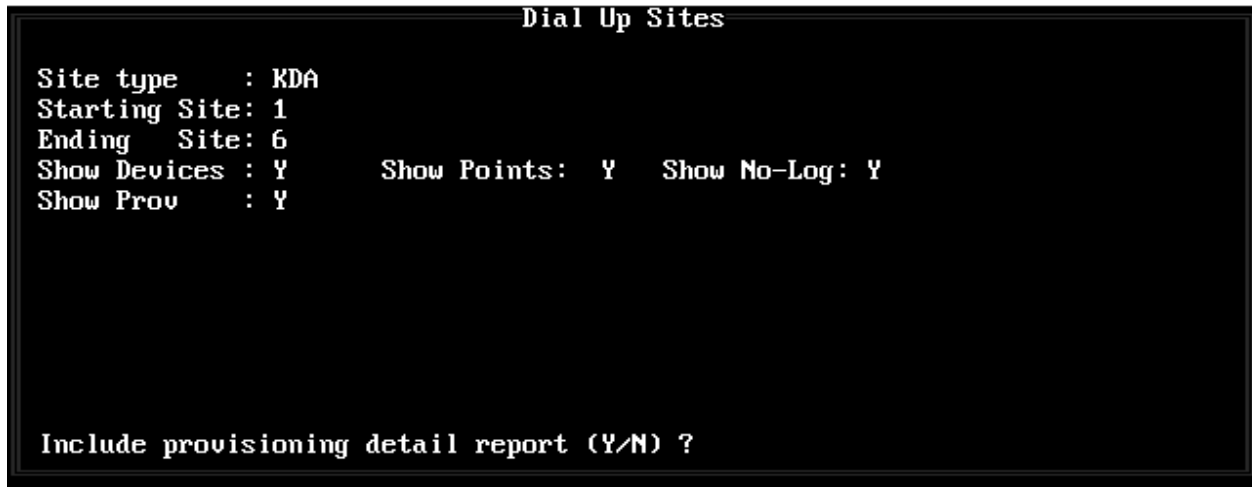 Dial Up Sites
Site type    : KDA
Starting Site: 1
Ending   Site: 6
Show Devices : Y      Show Points:  Y   Show No-Log: Y
Show Prov    : Y
Include provisioning detail report (Y/N) ?